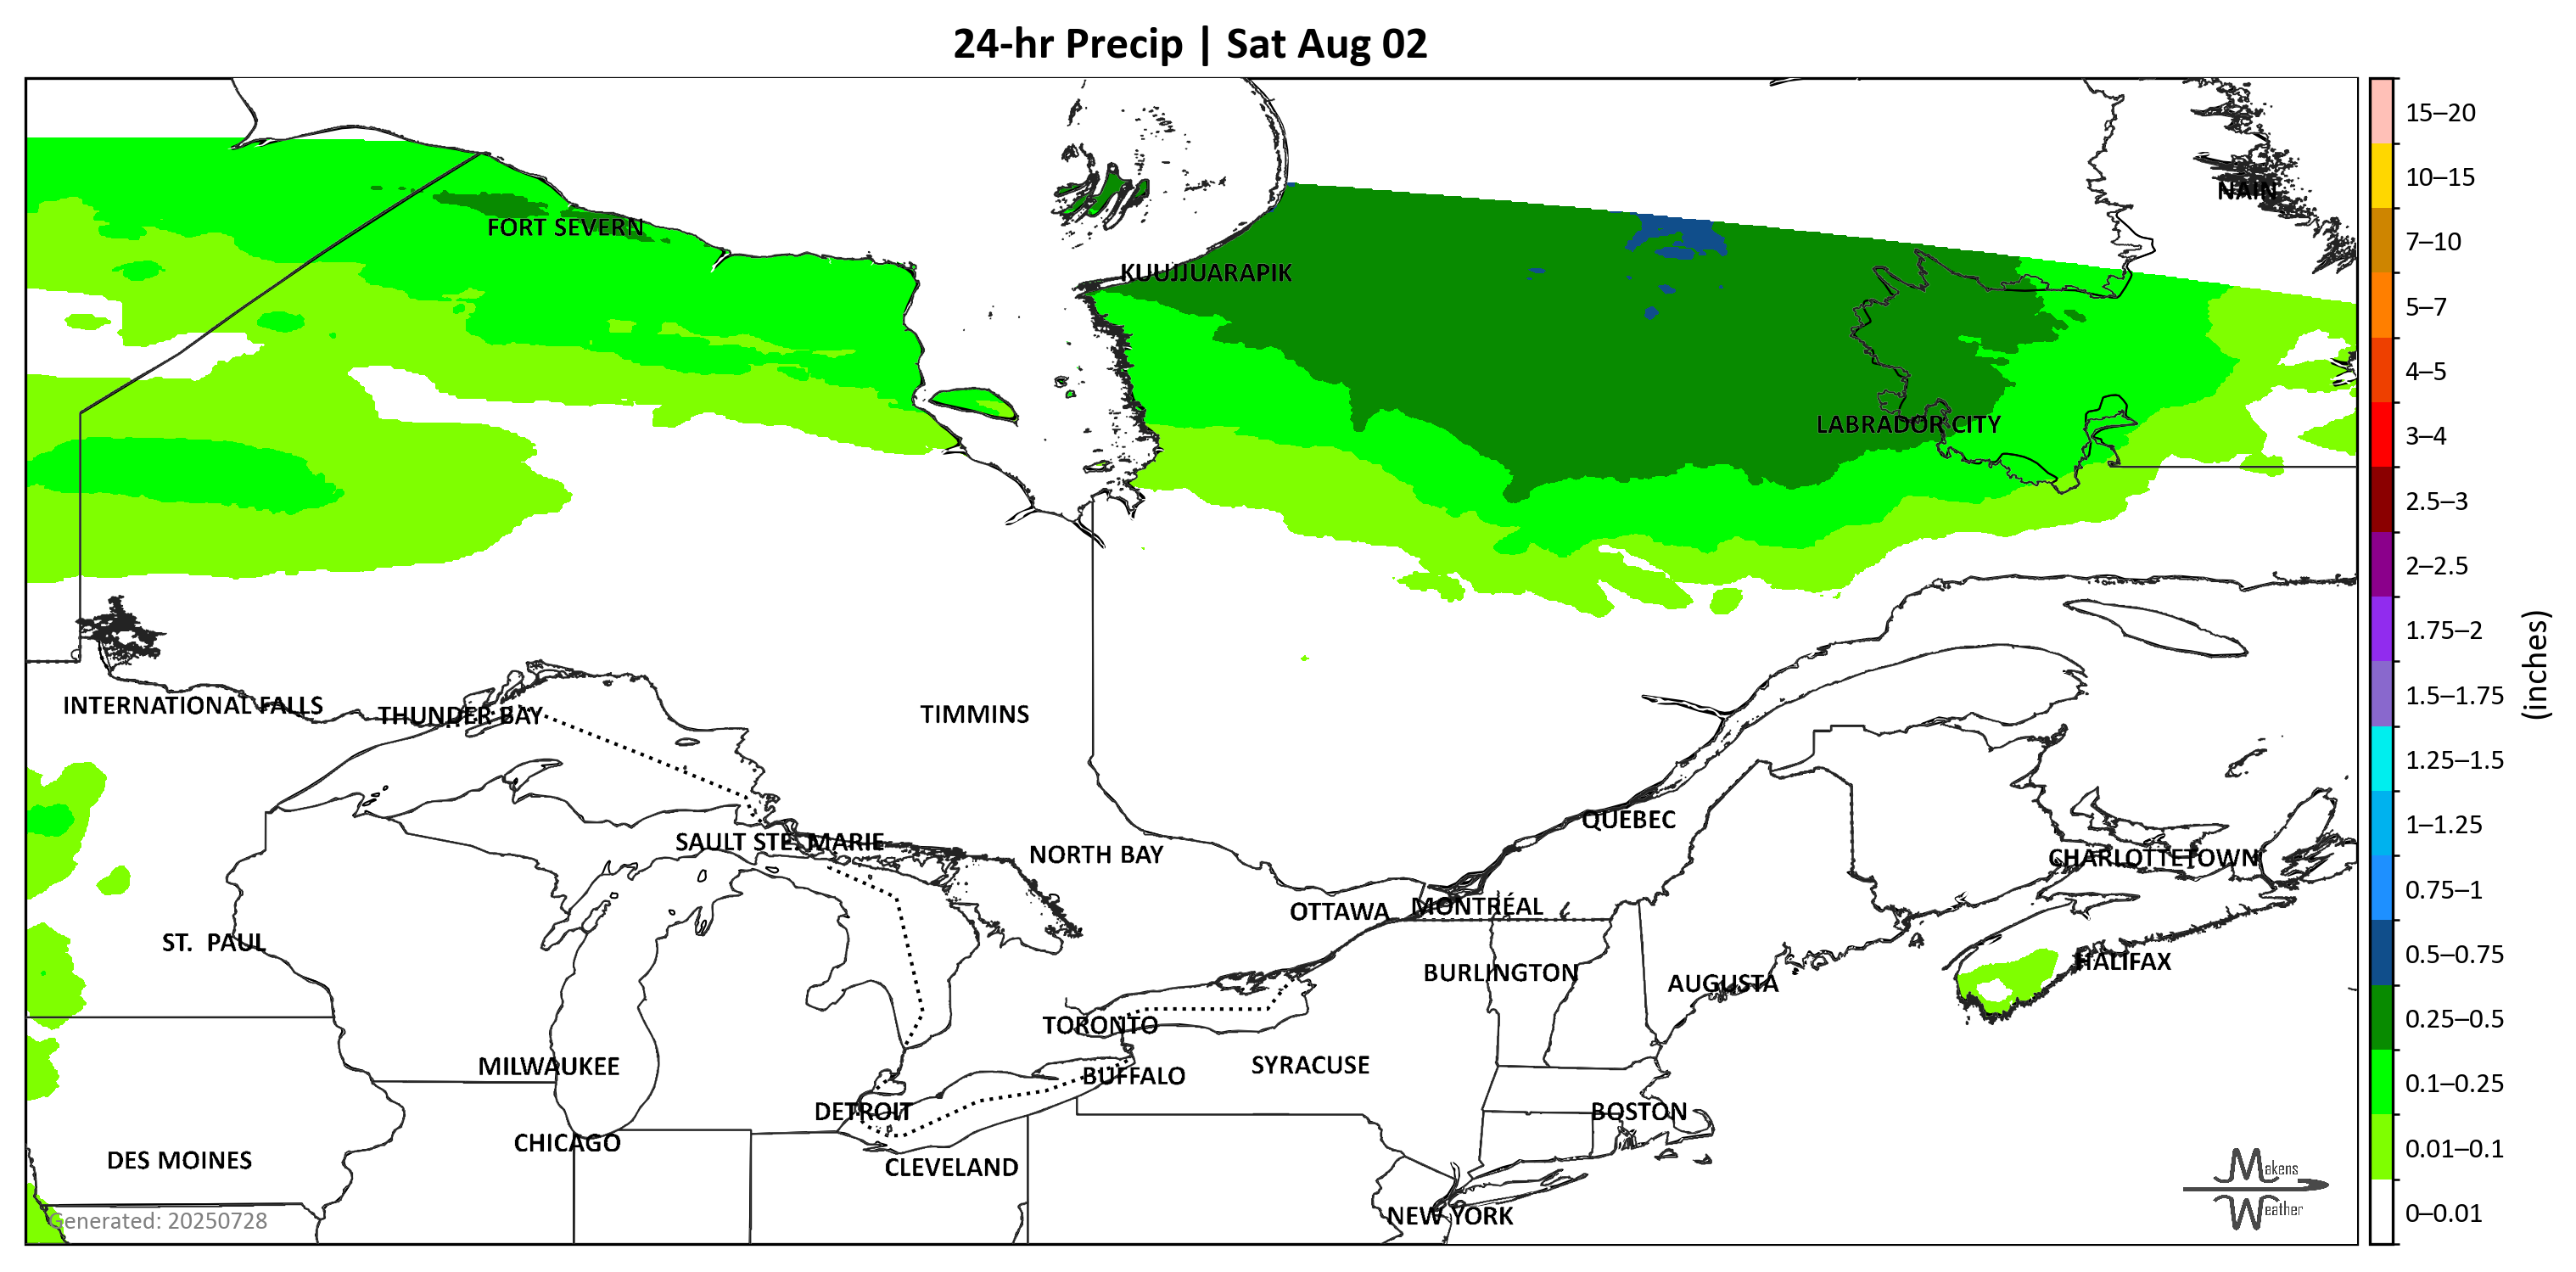 24-hr Precip | Sat Aug 02
NAIN
FORT SEVERN
KUUJJUARAPIK
LABRADOR CITY
INTERNATIONAL FALLS
THUNDER BAY
TIMMINS
SAULT STE. MARIE
NORTH BAY
QUEBEC
CHARLOTTETOWN
OTTAWA
MONTRÉAL
ST. PAUL
HALIFAX
BURLINGTON
AUGUSTA
TORONTO
MILWAUKEE
SYRACUSE
BUFFALO
DETROIT
BOSTON
CHICAGO
DES MOINES
CLEVELAND
NEW YORK
Generated: 20250728
Makens
Weather
15–20
10–15
7–10
5–7
4–5
3–4
2.5–3
2–2.5
1.75–2
1.5–1.75
1.25–1.5
1–1.25
0.75–1
0.5–0.75
0.25–0.5
0.1–0.25
0.01–0.1
0–0.01
(inches)